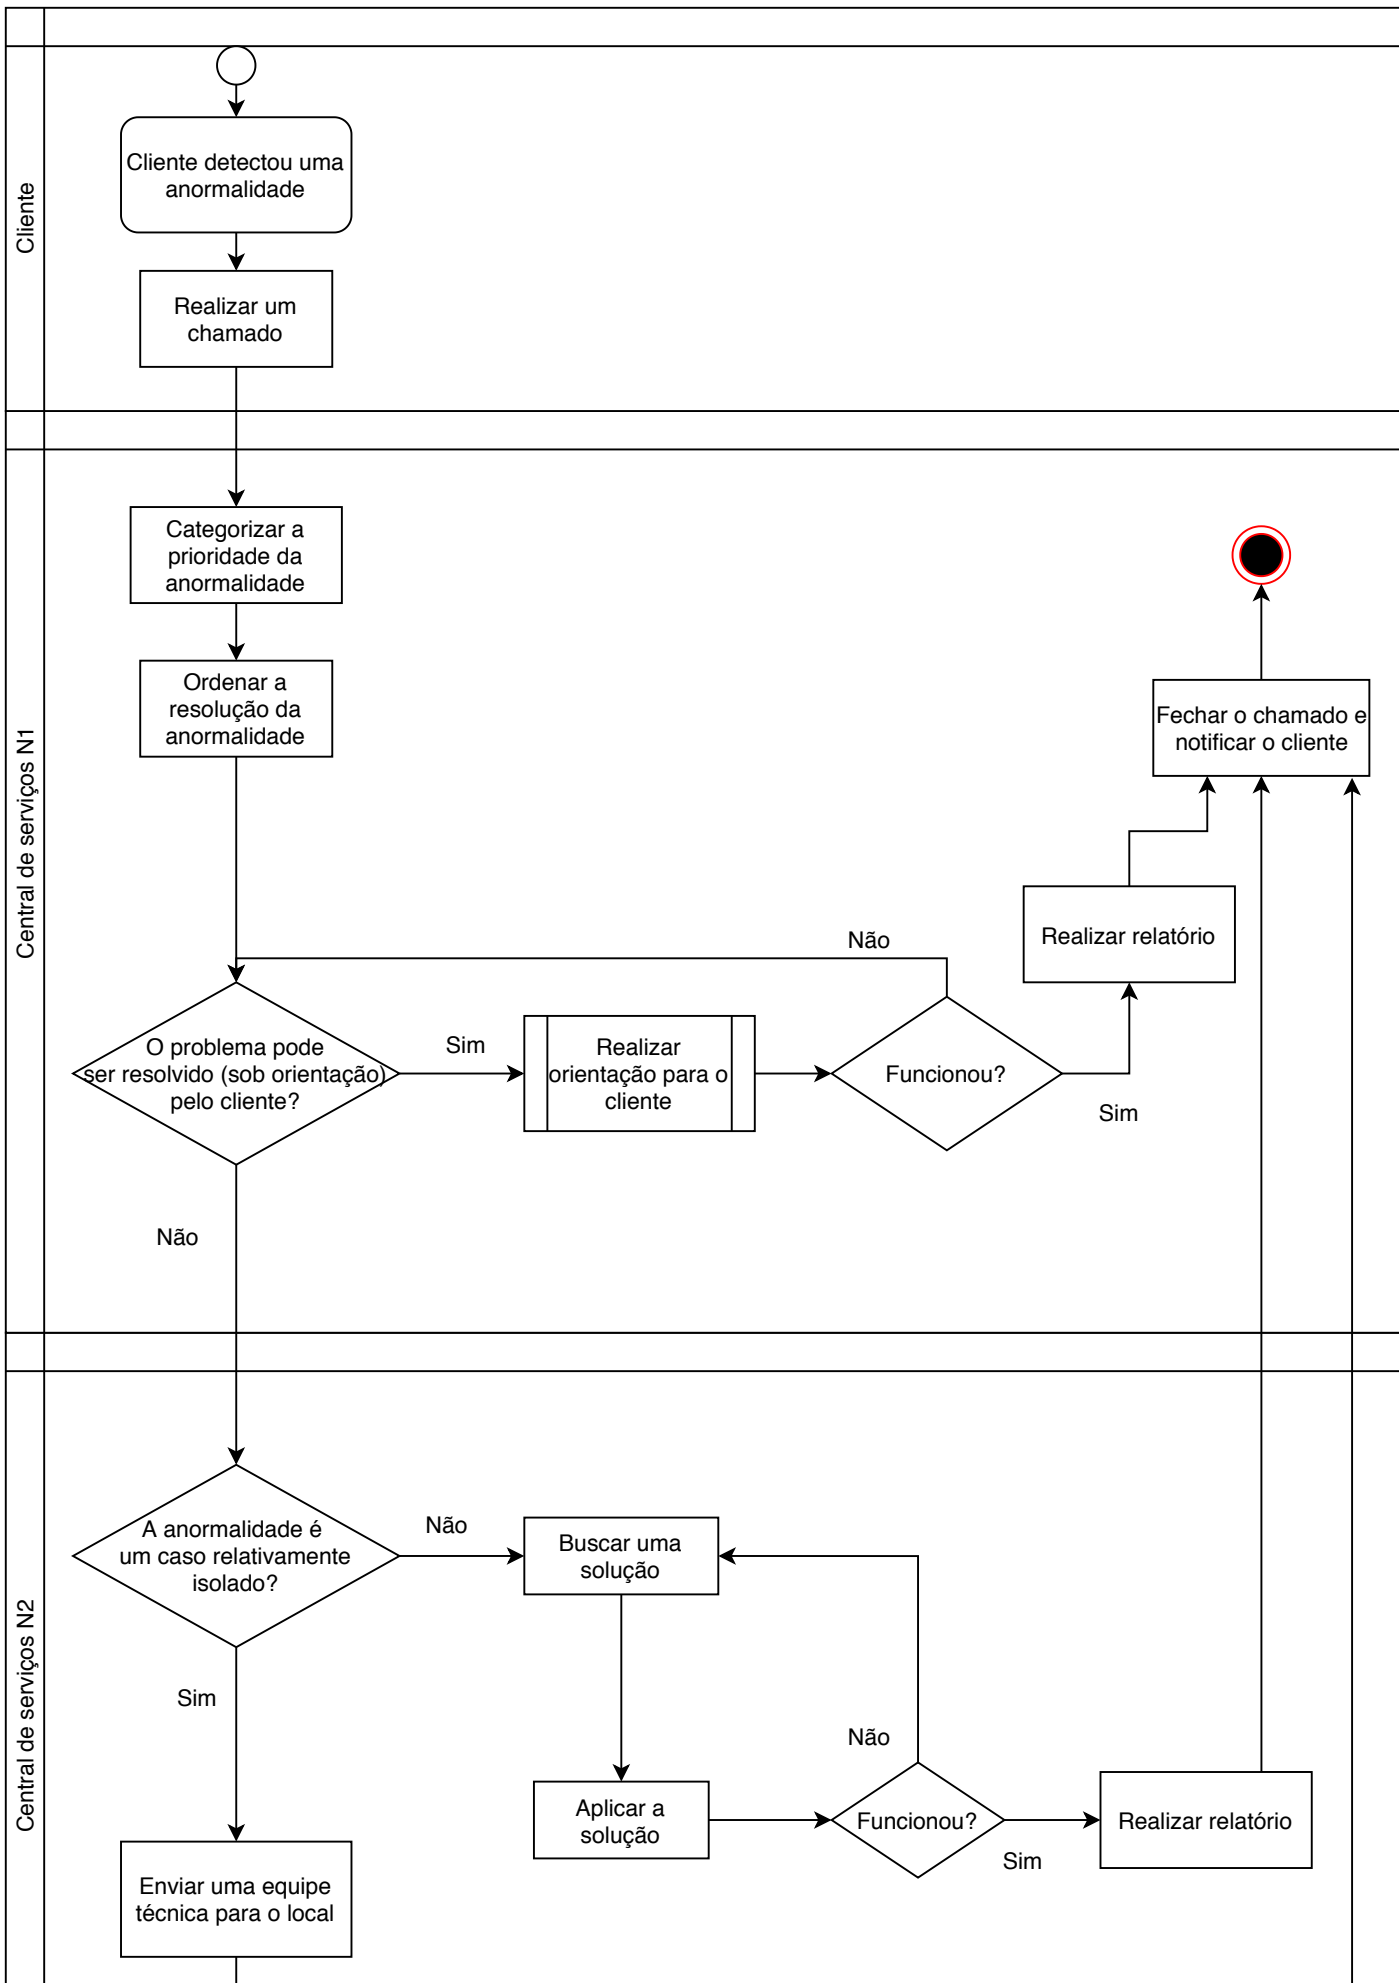 Cliente
Cliente detectou uma
anormalidade
Realizar um
chamado
Central de serviços N1
Categorizar a
prioridade da
anormalidade
Ordenar a
resolução da
anormalidade
Fechar o chamado e
notificar o cliente
Realizar relatório
Não
O problema pode
ser resolvido (sob orientação)
pelo cliente?
Sim
Realizar
orientação para o
cliente
Funcionou?
Sim
Não
Central de serviços N2
A anormalidade é
um caso relativamente
isolado?
Não
Buscar uma
solução
Sim
Não
Aplicar a
solução
Funcionou?
Sim
Realizar relatório
Enviar uma equipe
técnica para o local